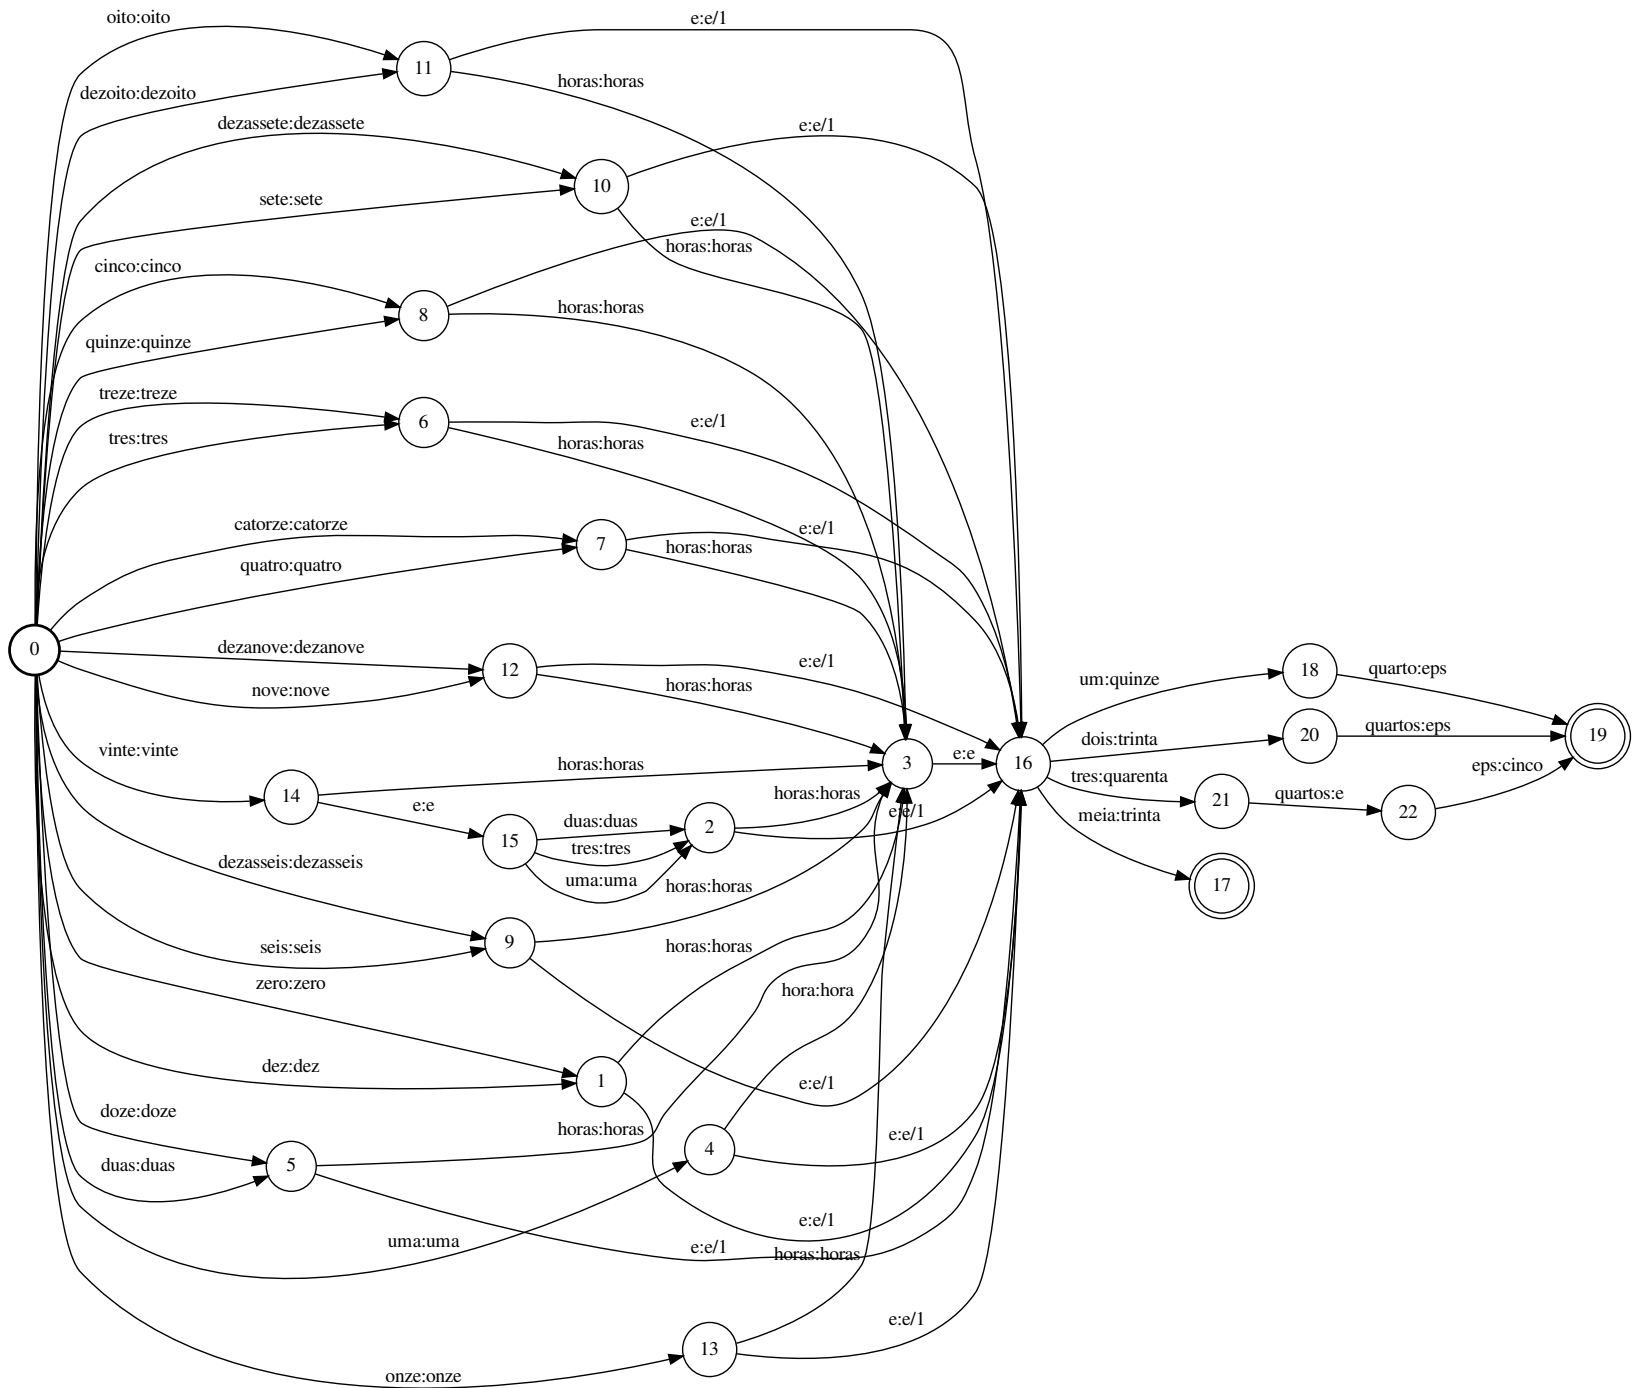 oito:oito
e:e/1
11
horas:horas
dezoito:dezoito
dezassete:dezassete
e:e/1
10
sete:sete
e:e/1
horas:horas
cinco:cinco
8
horas:horas
quinze:quinze
treze:treze
6
e:e/1
tres:tres
horas:horas
catorze:catorze
e:e/1
7
horas:horas
quatro:quatro
0
dezanove:dezanove
12
e:e/1
horas:horas
nove:nove
um:quinze
18
quarto:eps
vinte:vinte
14
horas:horas
3
e:e
16
dois:trinta
20
quartos:eps
19
e:e
15
duas:duas
2
horas:horas
e:e/1
tres:quarenta
21
quartos:e
22
eps:cinco
tres:tres
uma:uma
meia:trinta
17
dezasseis:dezasseis
horas:horas
seis:seis
9
zero:zero
horas:horas
hora:hora
dez:dez
1
e:e/1
doze:doze
horas:horas
4
e:e/1
duas:duas
5
e:e/1
uma:uma
e:e/1
horas:horas
13
e:e/1
onze:onze